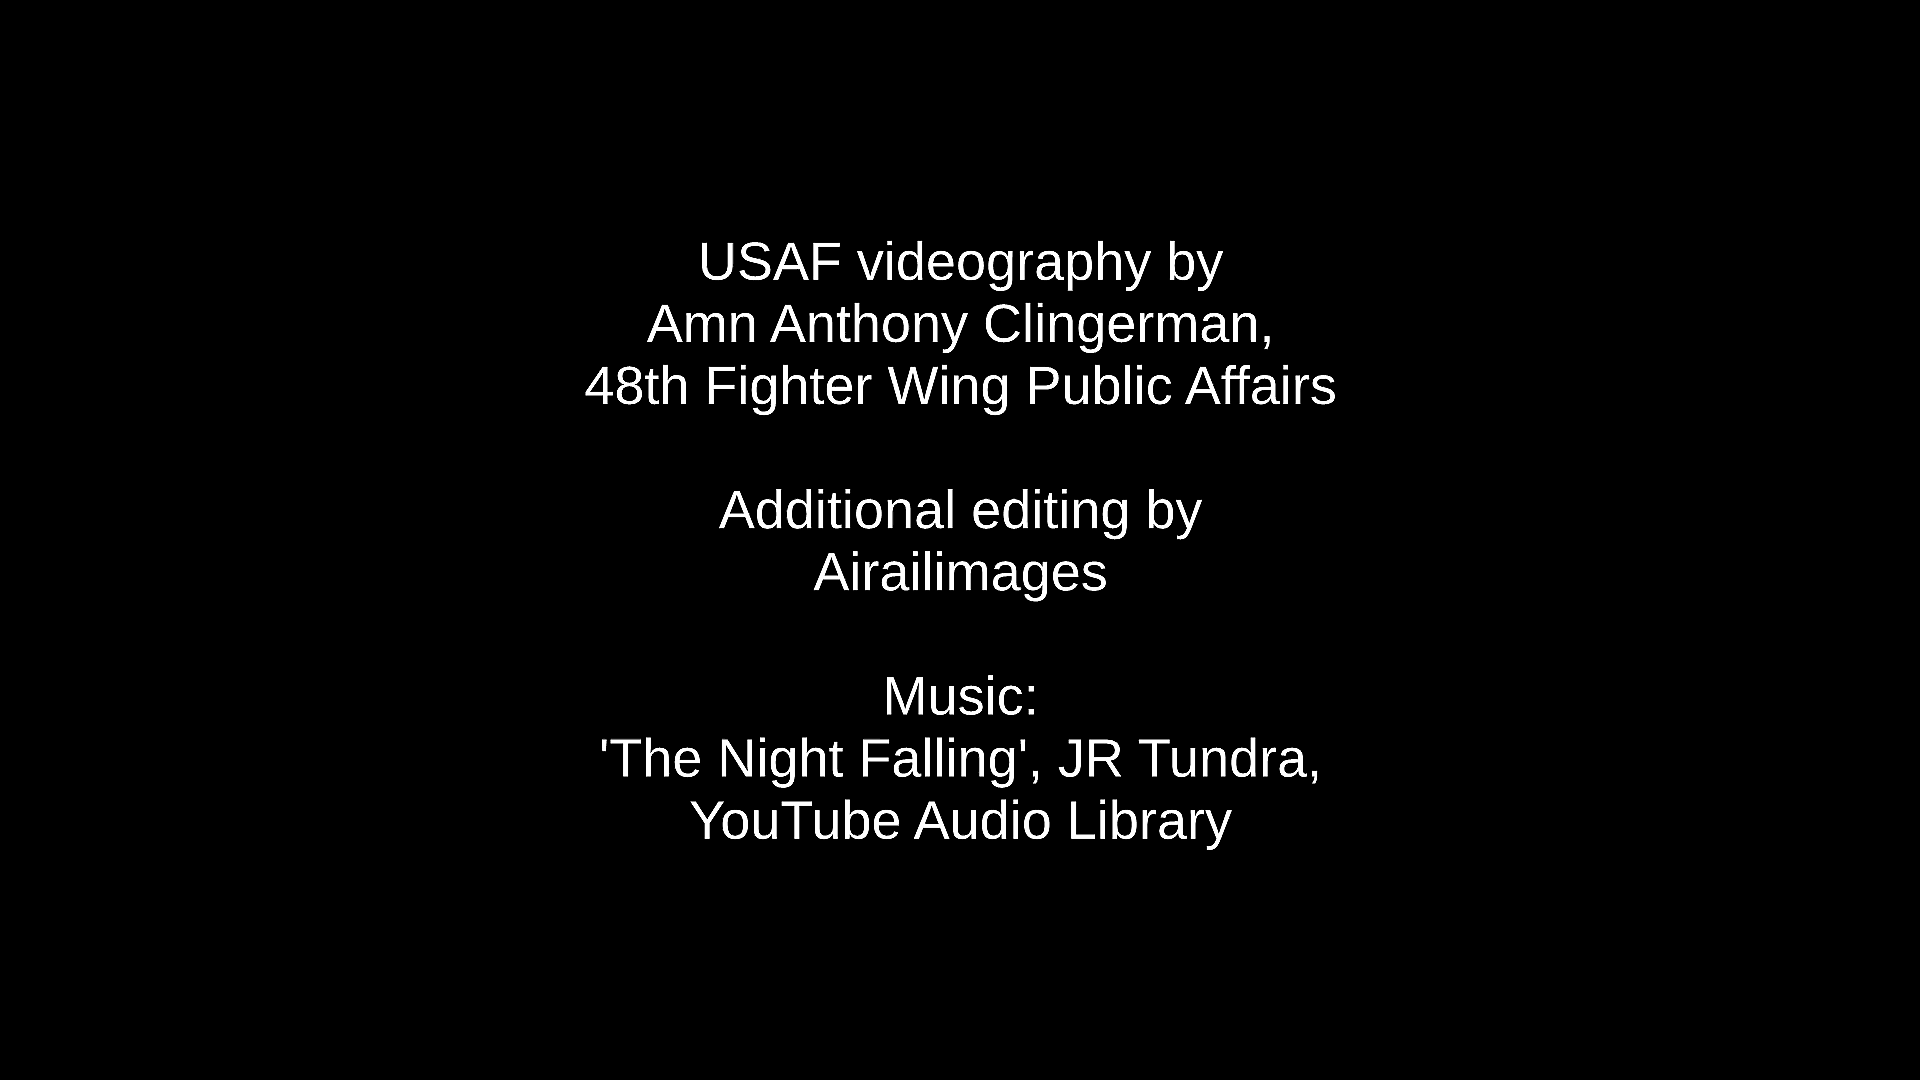 USAF videography by
Amn Anthony Clingerman,
48th Fighter Wing Public Affairs
Additional editing by
Airailimages
Music:
'The Night Falling', JR Tundra,
YouTube Audio Library